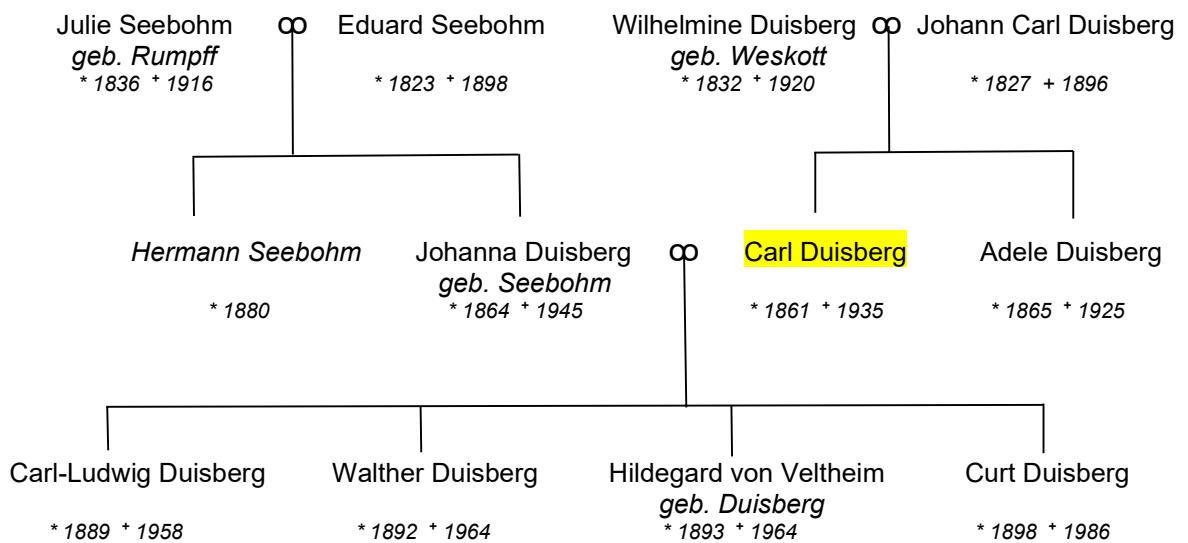 Julie Seebohm ꝏ Eduard Seebohm Wilhelmine Duisberg ꝏ Johann Carl Duisberg
geb. Rumpff geb. Weskott
* 1836 + 1916 * 1823 + 1898 * 1832 + 1920 * 1827 + 1896
Hermann Seebohm Johanna Duisberg ꝏ Carl Duisberg Adele Duisberg
geb. Seebohm
* 1880 * 1864 + 1945 * 1861 + 1935 * 1865 + 1925
Carl-Ludwig Duisberg Walther Duisberg Hildegard von Veltheim Curt Duisberg
geb. Duisberg
* 1889 + 1958 * 1892 + 1964 * 1893 + 1964 * 1898 + 1986